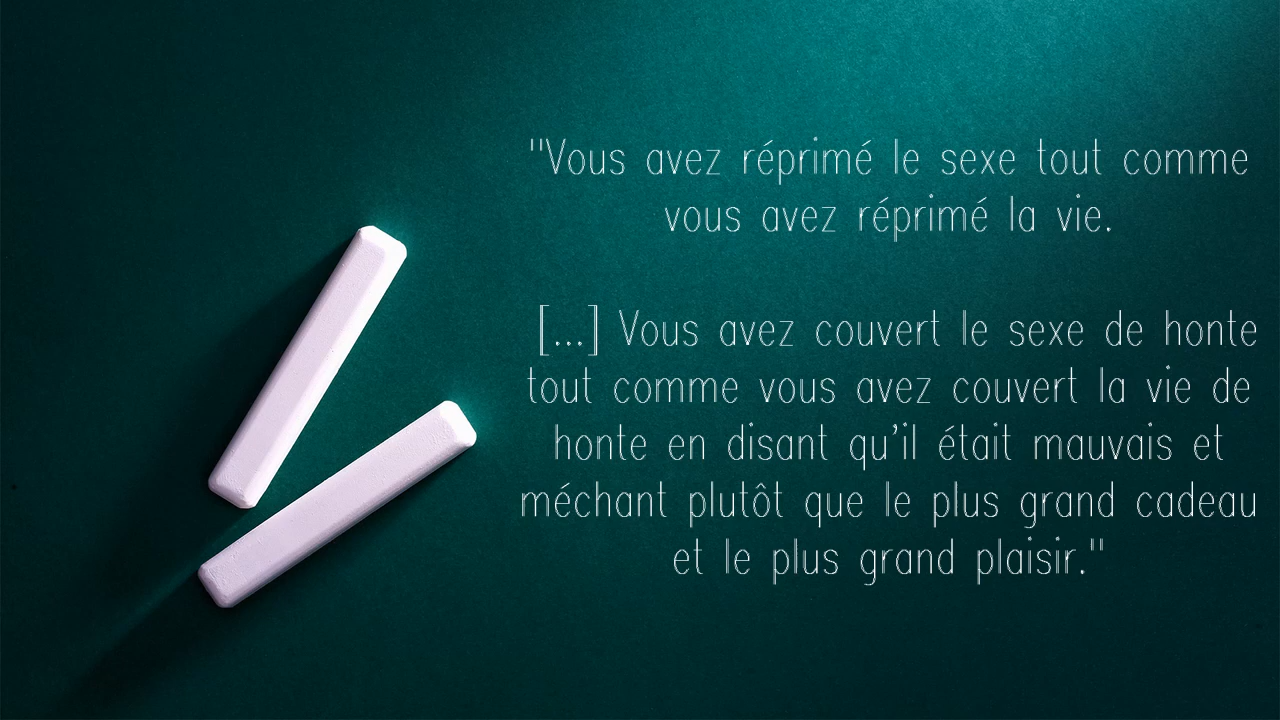 "Vous avez réprimé le sexe tout comme
vous avez réprimé la vie.
[...] Vous avez couvert le sexe de honte
tout comme vous avez couvert la vie de
honte en disant qu’il était mauvais et
méchant plutôt que le plus grand cadeau
et le plus grand plaisir."